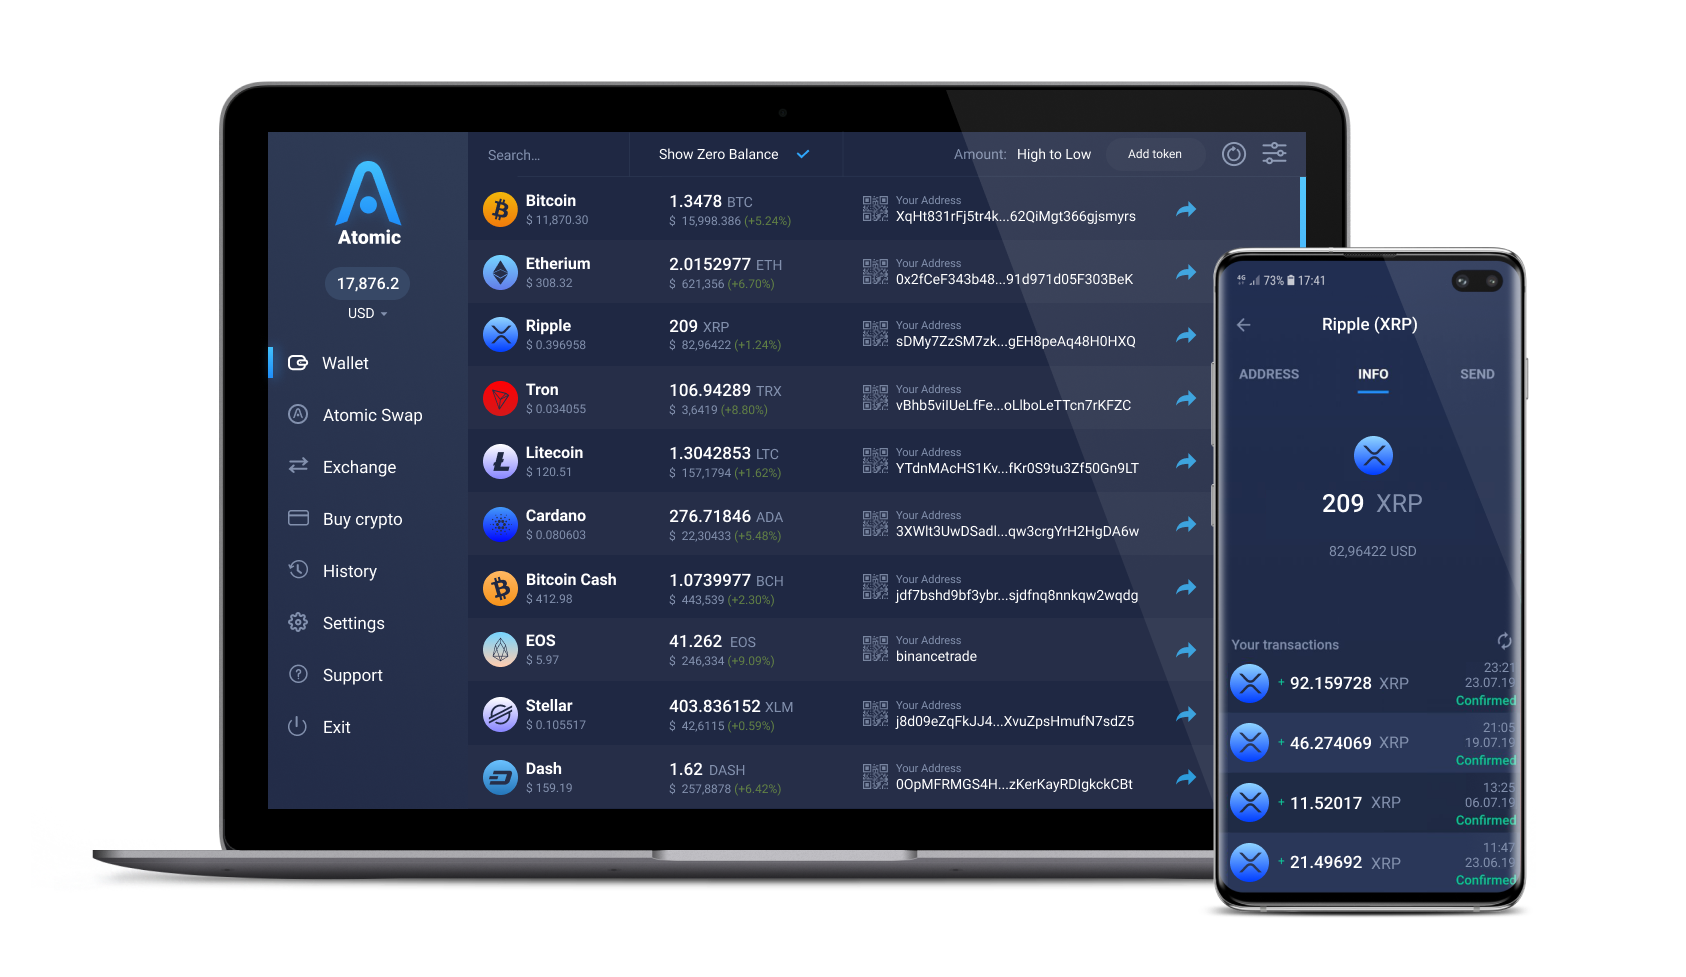 Search...
Show Zero Balance
Amount: High to Low
Add token
Atomic
17,876.2
USD
Wallet
Atomic Swap
Exchange
Buy crypto
History
Settings
Support
Exit
Bitcoin
$ 11,870.30
1.3478 BTC
$ 15,998.386 (+5.24%)
Your Address
XqHt831rFj5tr4k...62QiMgt366gjsmyrs
Etherium
$ 308.32
2.0152977 ETH
$ 621,356 (+6.70%)
Your Address
0x2fCeF343b48...91d971d05F303BeK
Ripple
$ 0.396958
209 XRP
$ 82,96422 (+1.24%)
Your Address
sDMy7ZzSM7zk...gEH8peAq48H0HXQ
Tron
$ 0.034055
106.94289 TRX
$ 3,6419 (+8.80%)
Your Address
vBhb5viIUeLfFe...oLIboLeTTcn7rKFZC
Litecoin
$ 120.51
1.3042853 LTC
$ 157,1794 (+1.62%)
Your Address
YTdnMAcHS1Kv...fKr0S9tu3Zf50Gn9LT
Cardano
$ 0.080603
276.71846 ADA
$ 22,30433 (+5.48%)
Your Address
3XWlt3UwDSadl...qw3crgYrH2HgDA6w
Bitcoin Cash
$ 412.98
1.0739977 BCH
$ 443,539 (+2.30%)
Your Address
jdf7bshd9bf3ybr...sjdfnq8nnkqw2wqdg
EOS
$ 5.97
41.262 EOS
$ 246,334 (+9.09%)
Your Address
binancetrade
Stellar
$ 0.105517
403.836152 XLM
$ 42,6115 (+0.59%)
Your Address
j8d09eZqFkJJ4...XvuZpsHmufN7sdZ5
Dash
$ 159.19
1.62 DASH
$ 257,8878 (+6.42%)
Your Address
0OpMFRMGS4H...zKerKayRDIgkckCBt
4G 73% 17:41
Ripple (XRP)
ADDRESS
INFO
SEND
209 XRP
82,96422 USD
Your transactions
+ 92.159728 XRP
23:21
23.07.19
Confirmed
+ 46.274069 XRP
21:05
19.07.19
Confirmed
+ 11.52017 XRP
13:25
06.07.19
Confirmed
+ 21.49692 XRP
11:47
23.06.19
Confirmed